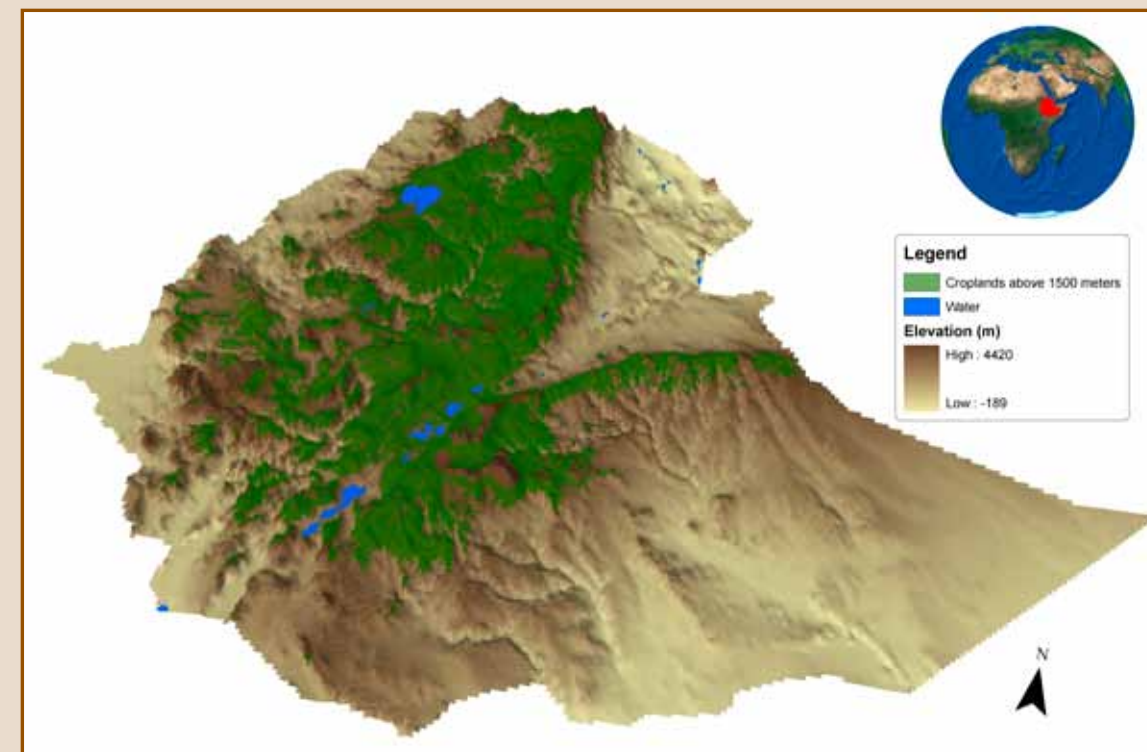 Legend
Croplands above 1500 meters
Water
Elevation (m)
High : 4420
Low : -189
N